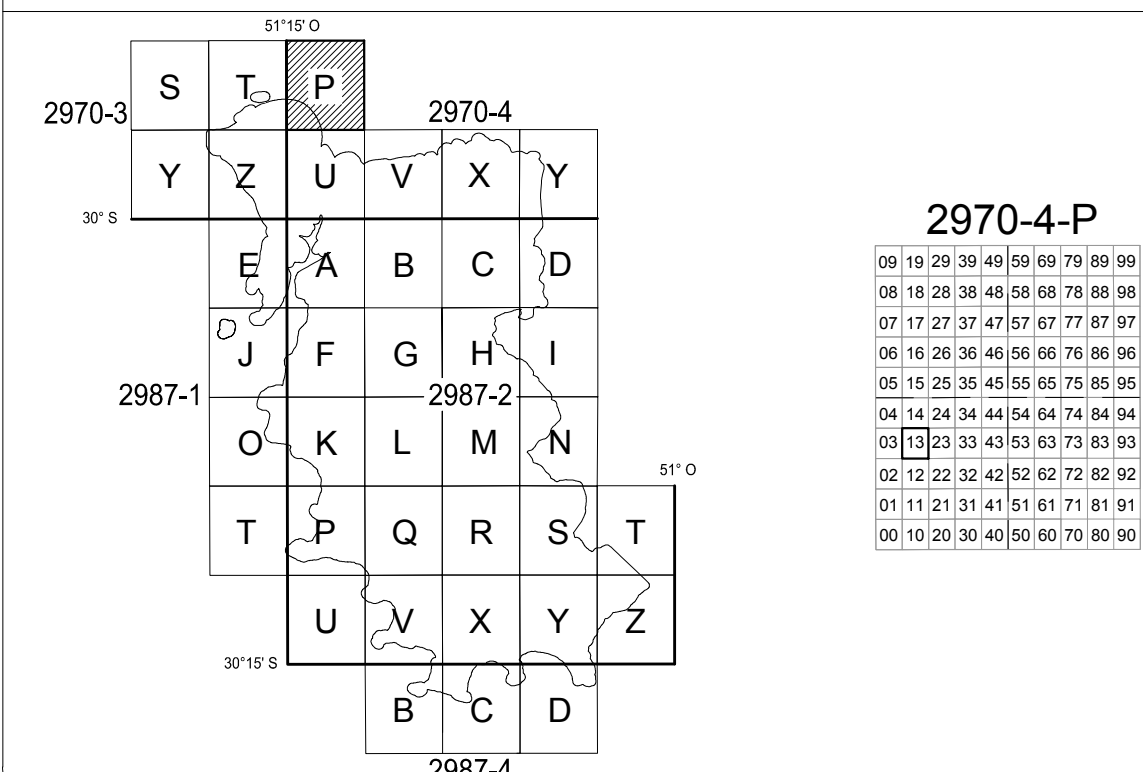 51°15' O
S T P
2970-3 2970-4
Y Z U V X Y
30° S
E A B C D
J F G H I
2987-1 2987-2
O K L M N
51° O
T P Q R S T
U V X Y Z
30°15' S
B C D
2987-4
2970-4-P
09 19 29 39 49 59 69 79 89 99
08 18 28 38 48 58 68 78 88 98
07 17 27 37 47 57 67 77 87 97
06 16 26 36 46 56 66 76 86 96
05 15 25 35 45 55 65 75 85 95
04 14 24 34 44 54 64 74 84 94
03 13 23 33 43 53 63 73 83 93
02 12 22 32 42 52 62 72 82 92
01 11 21 31 41 51 61 71 81 91
00 10 20 30 40 50 60 70 80 90